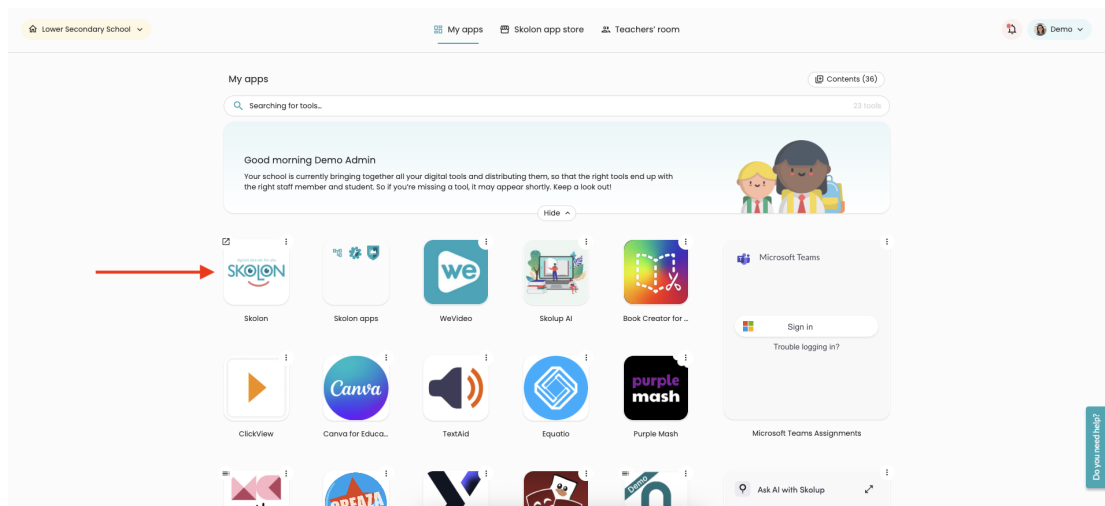 Lower Secondary School
My apps
Skolon app store
Teachers' room
Demo
My apps
Contents (36)
Searching for tools...
23 tools
Good morning Demo Admin
Your school is currently bringing together all your digital tools and distributing them, so that the right tools end up with
the right staff member and student. So if you're missing a tool, it may appear shortly. Keep a look out!
Hide
SKOLON
we
Microsoft Teams
Sign in
Trouble logging in?
Skolon
Skolon apps
WeVideo
Skolup AI
Book Creator for ...
Canva
purple
mash
ClickView
Canva for Educa...
TextAid
Equatio
Purple Mash
Microsoft Teams Assignments
Do you need help?
Demo
Ask AI with Skolup